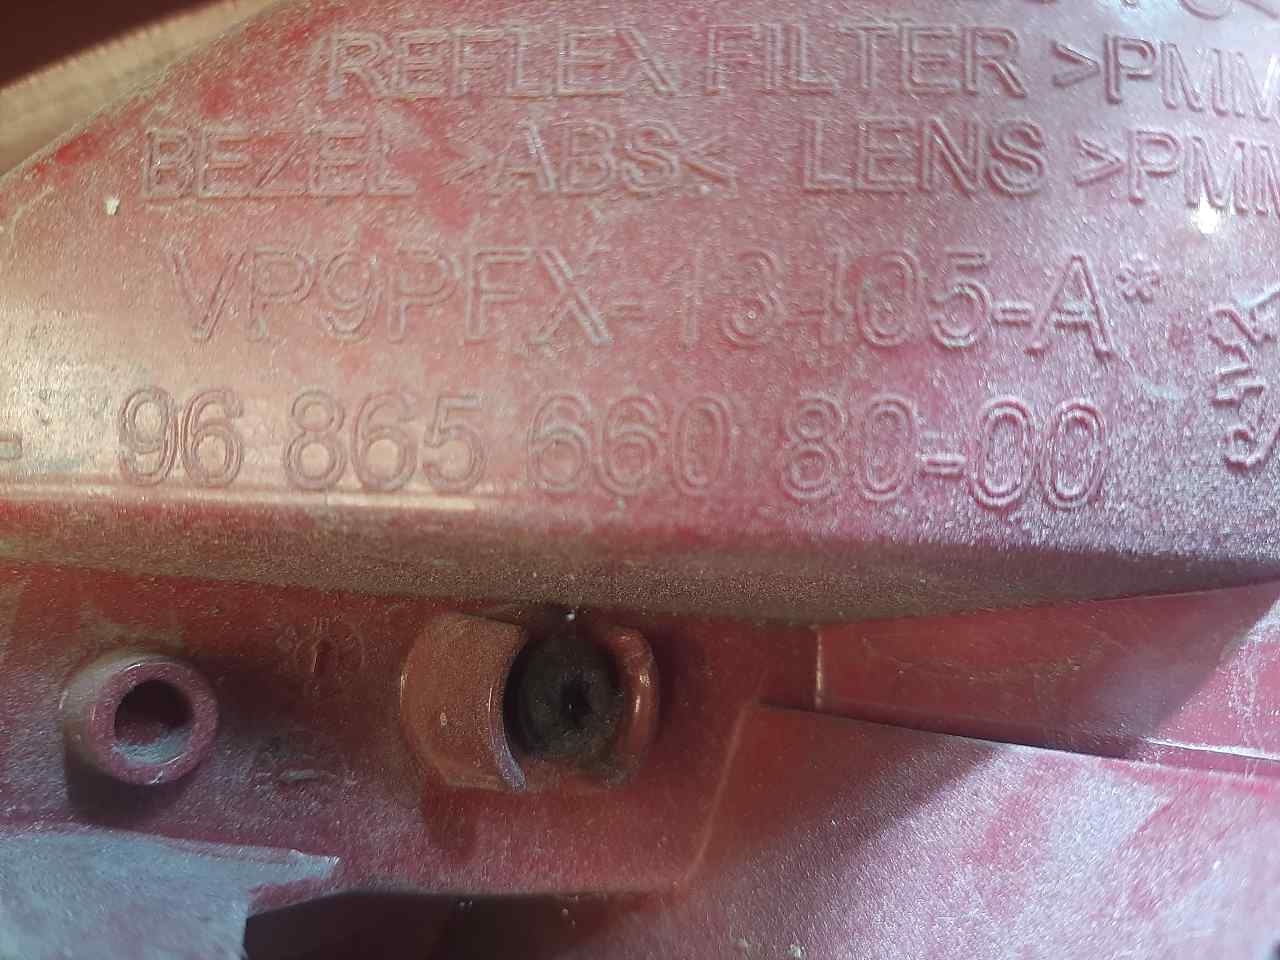 REFLEX FILTER >PMM
BEZEL >ABS< LENS >PMM
VP9PFX-13405-A*
- 96 865 660 80-00